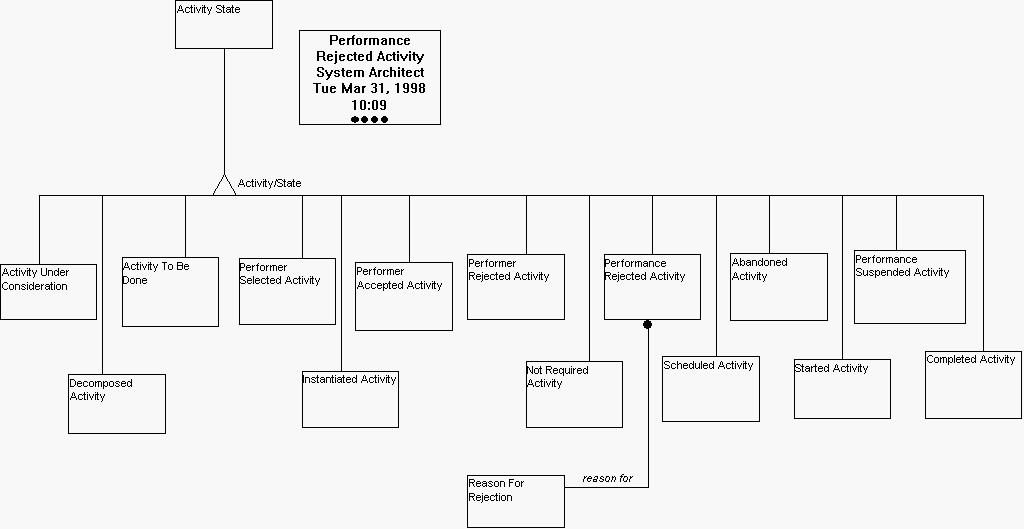 Activity State
Performance
Rejected Activity
System Architect
Tue Mar 31, 1998
10:09
Activity/State
Activity Under
Consideration
Activity To Be
Done
Performer
Selected Activity
Performer
Accepted Activity
Performer
Rejected Activity
Performance
Rejected Activity
Abandoned
Activity
Performance
Suspended Activity
Decomposed
Activity
Instantiated Activity
Not Required
Activity
Scheduled Activity
Started Activity
Completed Activity
Reason For
Rejection
reason for